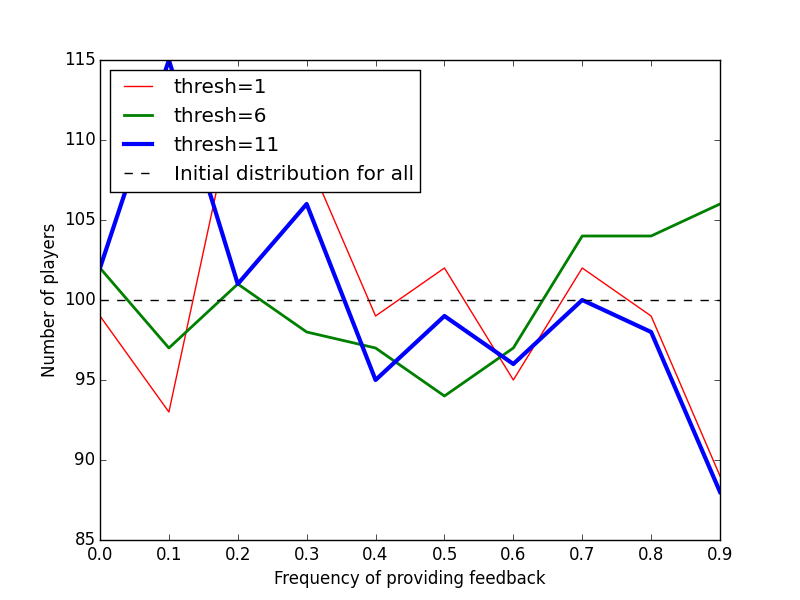 115
110
105
100
95
90
85
Number of players
thresh=1
thresh=6
thresh=11
Initial distribution for all
0.0 0.1 0.2 0.3 0.4 0.5 0.6 0.7 0.8 0.9
Frequency of providing feedback